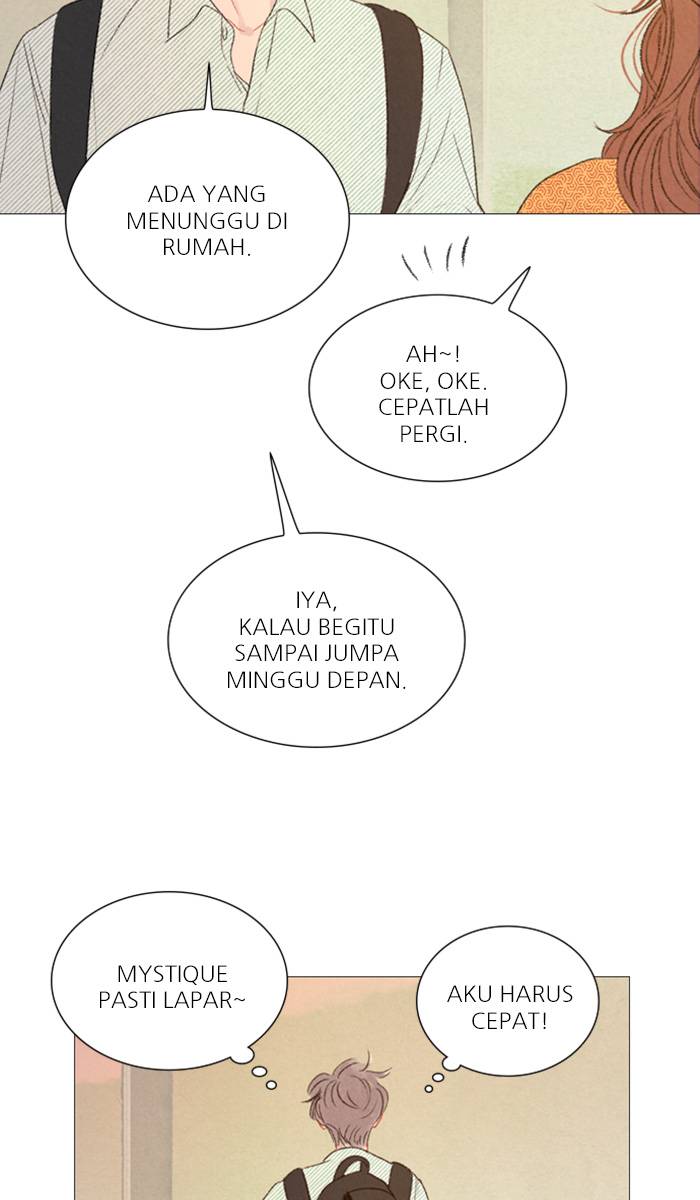 ADA YANG
MENUNGGU DI
RUMAH.
AH~!
OKE, OKE.
CEPATLAH
PERGI.
IYA,
KALAU BEGITU
SAMPAI JUMPA
MINGGU DEPAN.
MYSTIQUE
PASTI LAPAR~
AKU HARUS
CEPAT!